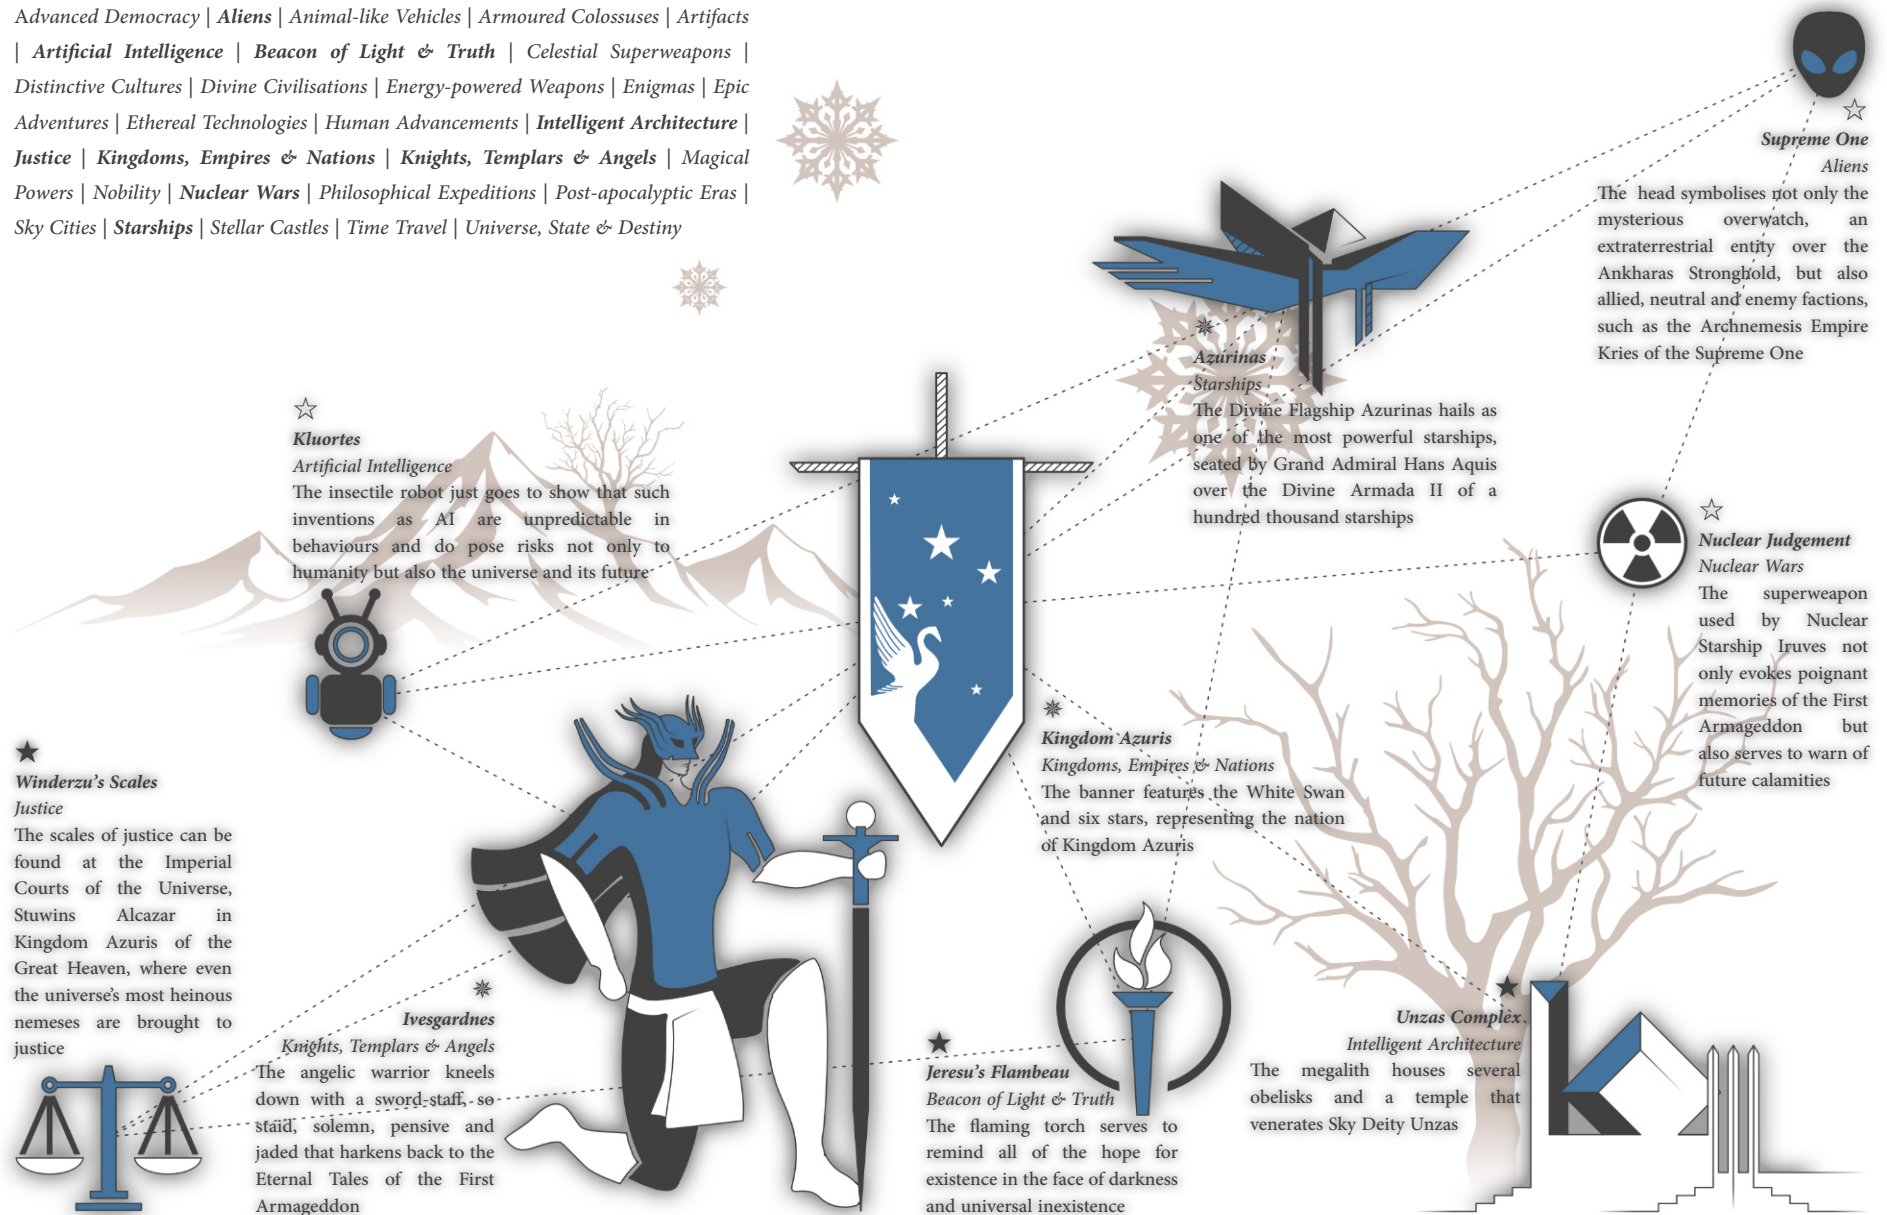 Advanced Democracy | Aliens | Animal-like Vehicles | Armoured Colossuses | Artifacts
| Artificial Intelligence | Beacon of Light & Truth | Celestial Superweapons |
Distinctive Cultures | Divine Civilisations | Energy-powered Weapons | Enigmas | Epic
Adventures | Ethereal Technologies | Human Advancements | Intelligent Architecture |
Justice | Kingdoms, Empires & Nations | Knights, Templars & Angels | Magical
Powers | Nobility | Nuclear Wars | Philosophical Expeditions | Post-apocalyptic Eras |
Sky Cities | Starships | Stellar Castles | Time Travel | Universe, State & Destiny
Supreme One
Aliens
The head symbolises not only the
mysterious overwatch, an
extraterrestrial entity over the
Ankharas Stronghold, but also
allied, neutral and enemy factions,
such as the Archnemesis Empire
Kries of the Supreme One
Azurinas
Starships
The Divine Flagship Azurinas hails as
one of the most powerful starships,
seated by Grand Admiral Hans Aquis
over the Divine Armada II of a
hundred thousand starships
Kluortes
Artificial Intelligence
The insectile robot just goes to show that such
inventions as AI are unpredictable in
behaviours and do pose risks not only to
humanity but also the universe and its future
Nuclear Judgement
Nuclear Wars
The superweapon
used by Nuclear
Starship Iruves not
only evokes poignant
memories of the First
Armageddon but
also serves to warn of
future calamities
Kingdom Azuris
Kingdoms, Empires & Nations
The banner features the White Swan
and six stars, representing the nation
of Kingdom Azuris
Winderzu's Scales
Justice
The scales of justice can be
found at the Imperial
Courts of the Universe,
Stuwins Alcazar in
Kingdom Azuris of the
Great Heaven, where even
the universe's most heinous
nemeses are brought to
justice
Ivesgardnes
Knights, Templars & Angels
The angelic warrior kneels
down with a sword-staff, so
staid, solemn, pensive and
jaded that harkens back to the
Eternal Tales of the First
Armageddon
Jeresu's Flambeau
Beacon of Light & Truth
The flaming torch serves to
remind all of the hope for
existence in the face of darkness
and universal inexistence
Unzas Complex
Intelligent Architecture
The megalith houses several
obelisks and a temple that
venerates Sky Deity Unzas